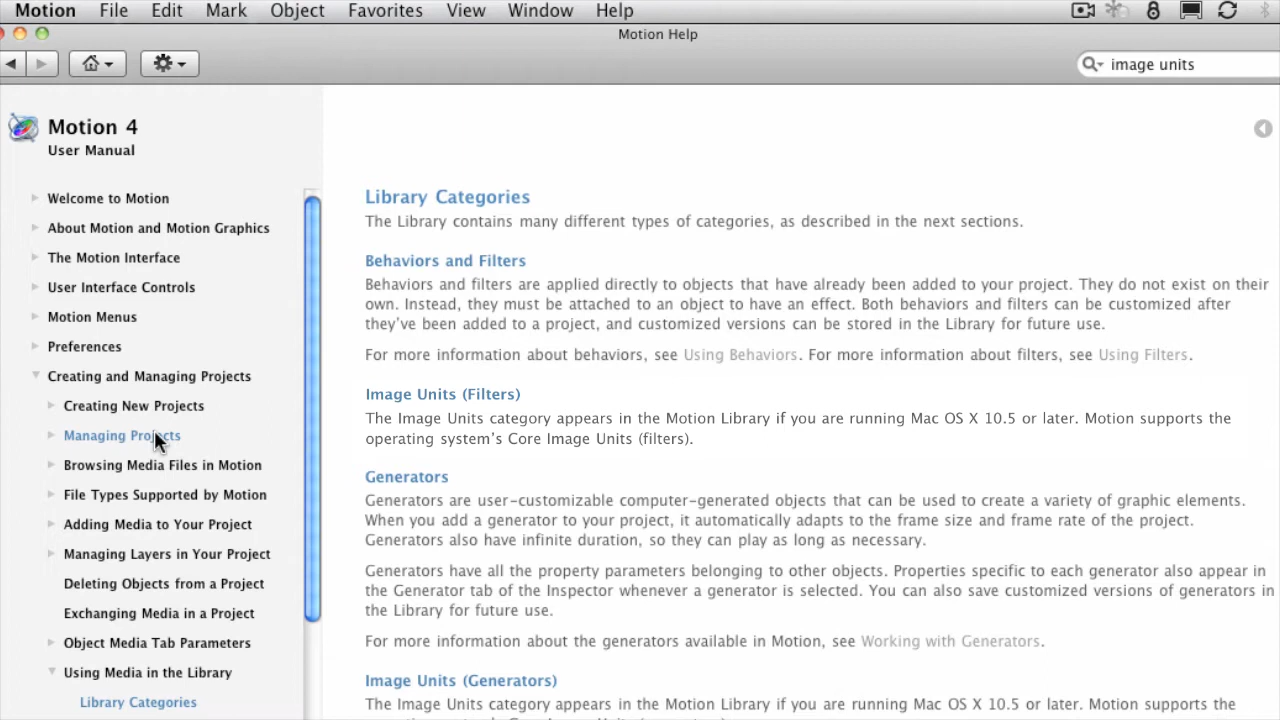 Motion File Edit Mark Object Favorites View Window Help
Motion Help
image units
Motion 4
User Manual
Welcome to Motion
About Motion and Motion Graphics
The Motion Interface
User Interface Controls
Motion Menus
Preferences
Creating and Managing Projects
Creating New Projects
Managing Projects
Browsing Media Files in Motion
File Types Supported by Motion
Adding Media to Your Project
Managing Layers in Your Project
Deleting Objects from a Project
Exchanging Media in a Project
Object Media Tab Parameters
Using Media in the Library
Library Categories
Library Categories
The Library contains many different types of categories, as described in the next sections.
Behaviors and Filters
Behaviors and filters are applied directly to objects that have already been added to your project. They do not exist on their
own. Instead, they must be attached to an object to have an effect. Both behaviors and filters can be customized after
they've been added to a project, and customized versions can be stored in the Library for future use.
For more information about behaviors, see Using Behaviors. For more information about filters, see Using Filters.
Image Units (Filters)
The Image Units category appears in the Motion Library if you are running Mac OS X 10.5 or later. Motion supports the
operating system's Core Image Units (filters).
Generators
Generators are user-customizable computer-generated objects that can be used to create a variety of graphic elements.
When you add a generator to your project, it automatically adapts to the frame size and frame rate of the project.
Generators also have infinite duration, so they can play as long as necessary.
Generators have all the property parameters belonging to other objects. Properties specific to each generator also appear in
the Generator tab of the Inspector whenever a generator is selected. You can also save customized versions of generators in
the Library for future use.
For more information about the generators available in Motion, see Working with Generators.
Image Units (Generators)
The Image Units category appears in the Motion Library if you are running Mac OS X 10.5 or later. Motion supports the